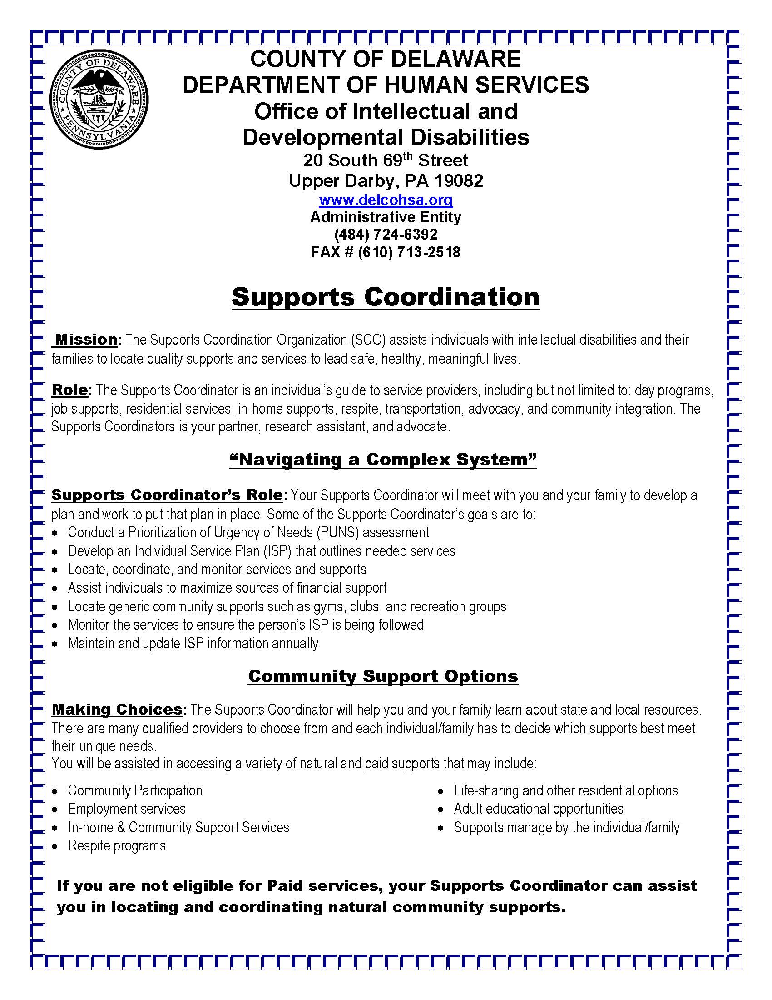 COUNTY OF DELAWARE
PENNSYLVANIA
COUNTY OF DELAWARE
DEPARTMENT OF HUMAN SERVICES
Office of Intellectual and
Developmental Disabilities
20 South 69th Street
Upper Darby, PA 19082
www.delcohsa.org
Administrative Entity
(484) 724-6392
FAX # (610) 713-2518
Supports Coordination
Mission: The Supports Coordination Organization (SCO) assists individuals with intellectual disabilities and their
families to locate quality supports and services to lead safe, healthy, meaningful lives.
Role: The Supports Coordinator is an individual’s guide to service providers, including but not limited to: day programs,
job supports, residential services, in-home supports, respite, transportation, advocacy, and community integration. The
Supports Coordinators is your partner, research assistant, and advocate.
“Navigating a Complex System”
Supports Coordinator’s Role: Your Supports Coordinator will meet with you and your family to develop a
plan and work to put that plan in place. Some of the Supports Coordinator’s goals are to:
• Conduct a Prioritization of Urgency of Needs (PUNS) assessment
• Develop an Individual Service Plan (ISP) that outlines needed services
• Locate, coordinate, and monitor services and supports
• Assist individuals to maximize sources of financial support
• Locate generic community supports such as gyms, clubs, and recreation groups
• Monitor the services to ensure the person’s ISP is being followed
• Maintain and update ISP information annually
Community Support Options
Making Choices: The Supports Coordinator will help you and your family learn about state and local resources.
There are many qualified providers to choose from and each individual/family has to decide which supports best meet
their unique needs.
You will be assisted in accessing a variety of natural and paid supports that may include:
• Community Participation
• Employment services
• In-home & Community Support Services
• Respite programs
• Life-sharing and other residential options
• Adult educational opportunities
• Supports manage by the individual/family
If you are not eligible for Paid services, your Supports Coordinator can assist
you in locating and coordinating natural community supports.